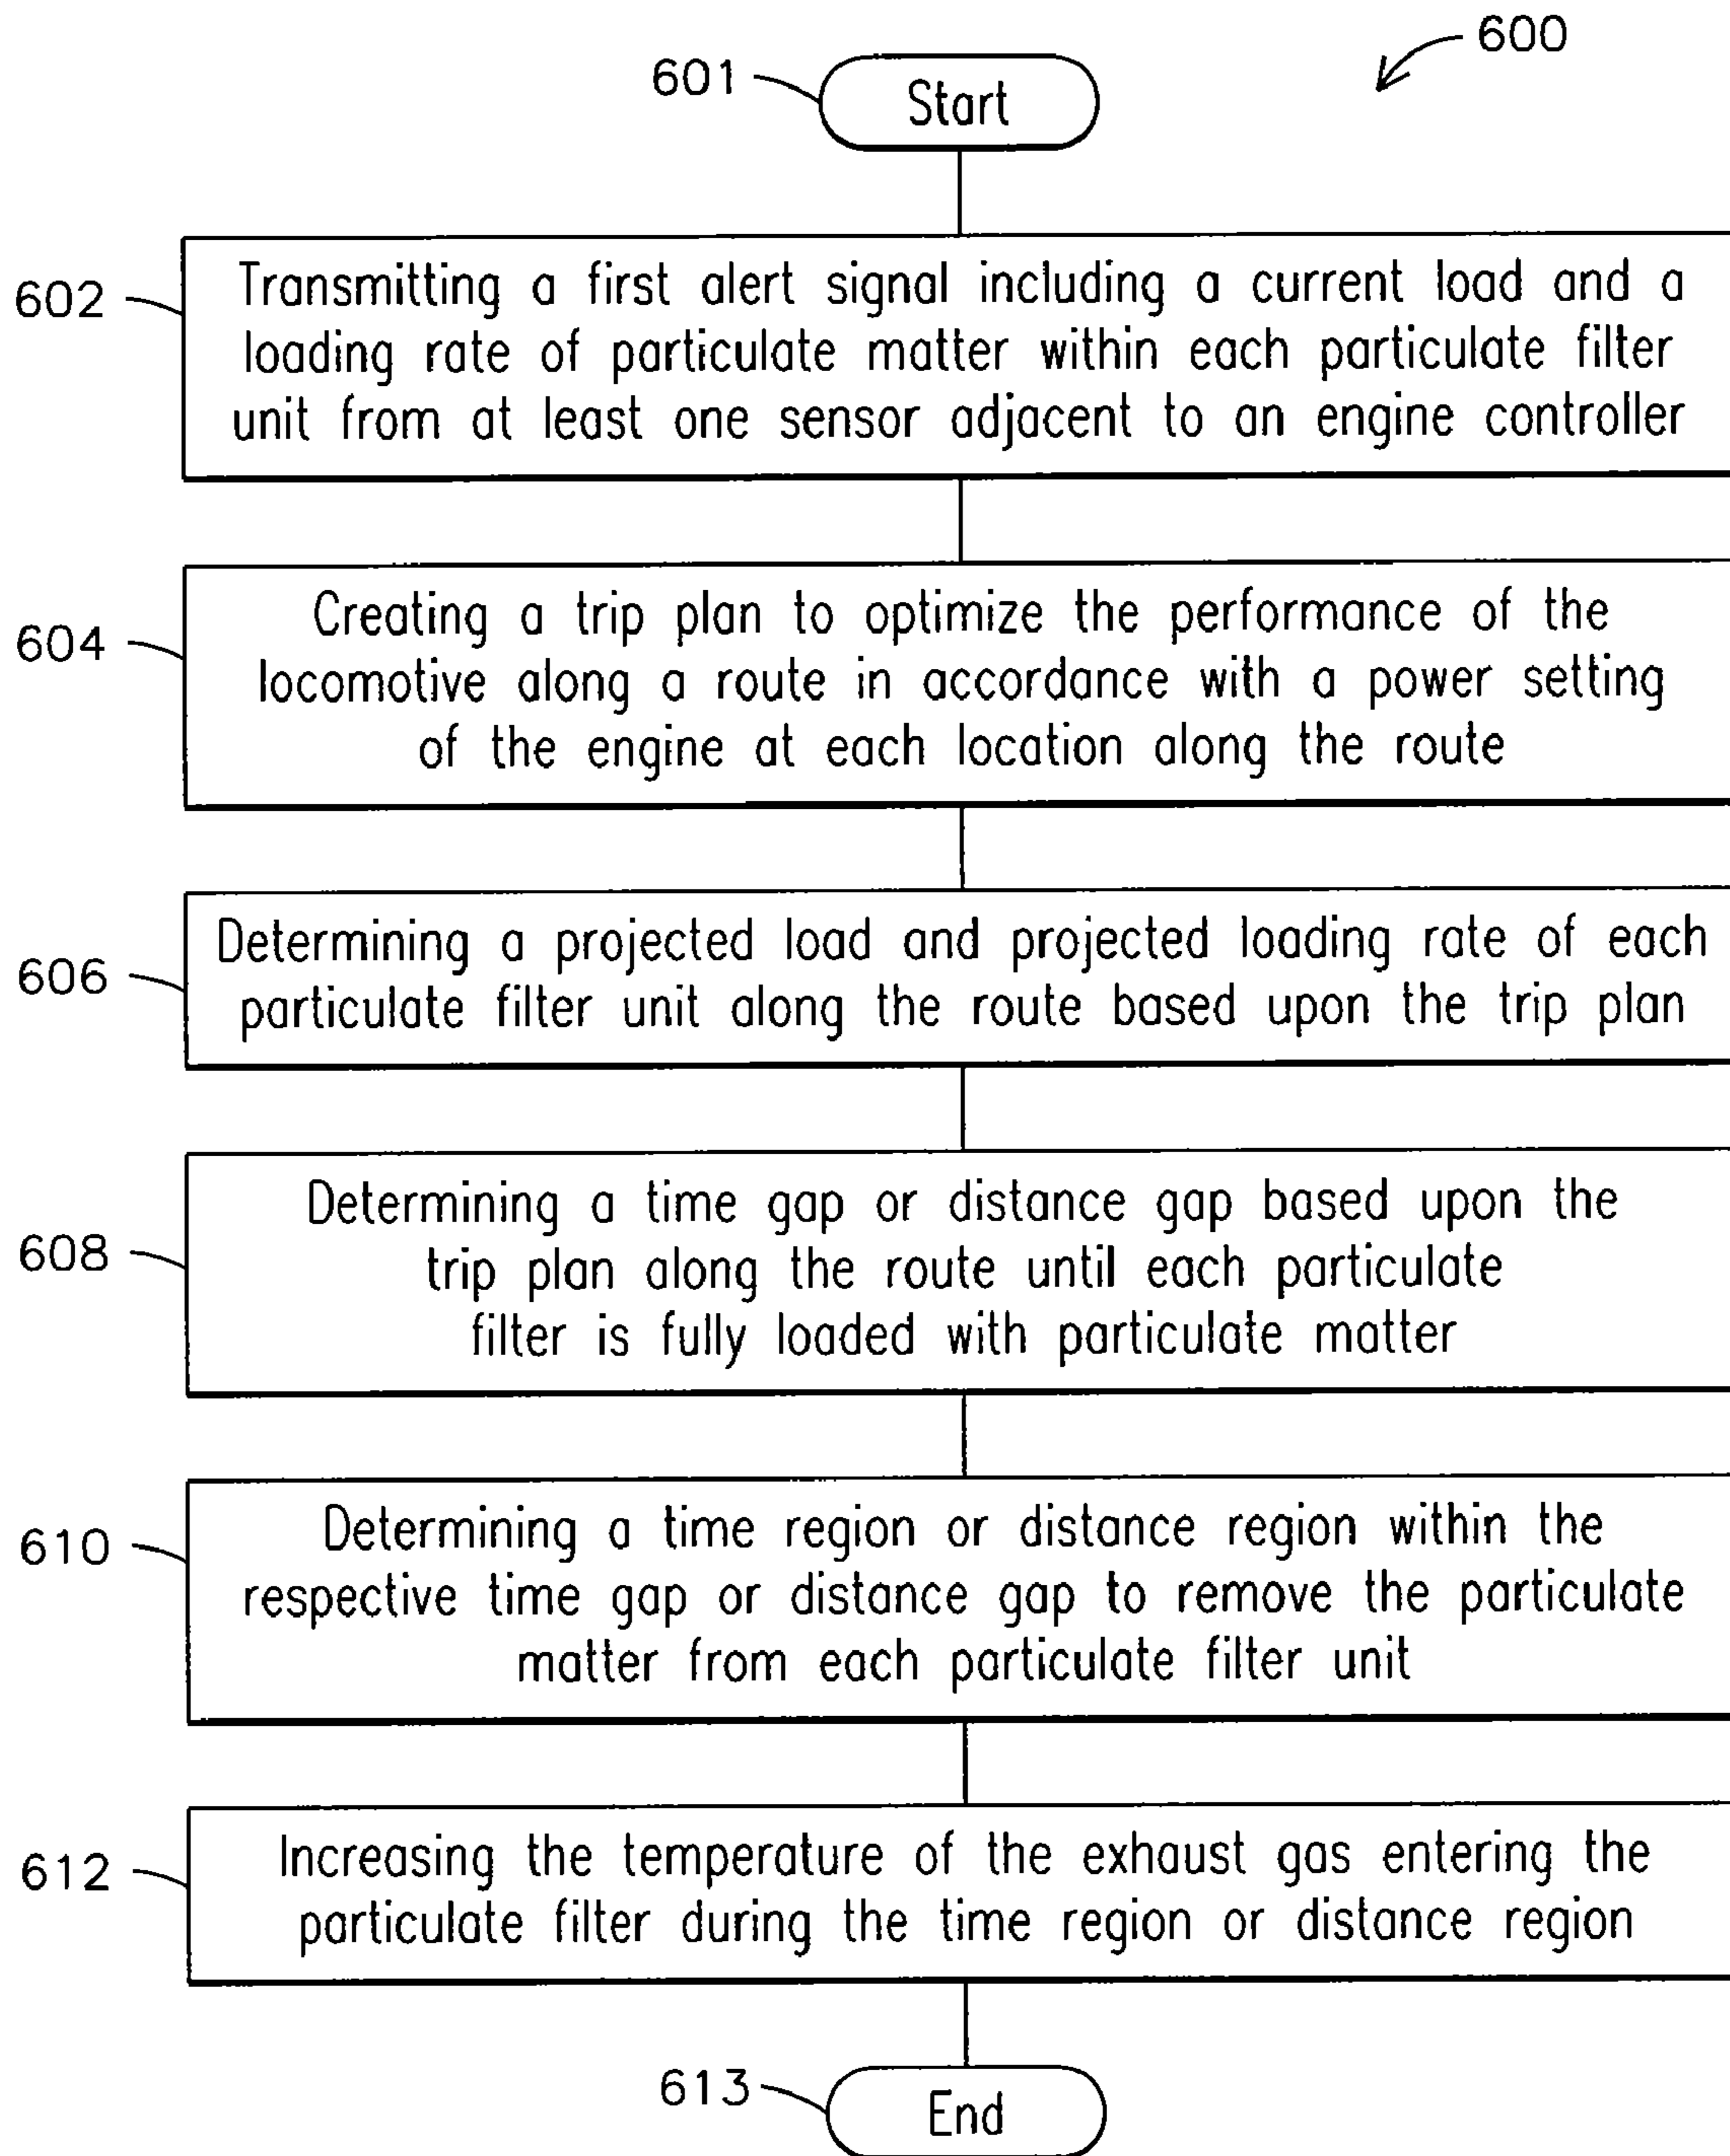 600
601
Start
602
Transmitting a first alert signal including a current load and a
loading rate of particulate matter within each particulate filter
unit from at least one sensor adjacent to an engine controller
604
Creating a trip plan to optimize the performance of the
locomotive along a route in accordance with a power setting
of the engine at each location along the route
606
Determining a projected load and projected loading rate of each
particulate filter unit along the route based upon the trip plan
608
Determining a time gap or distance gap based upon the
trip plan along the route until each particulate
filter is fully loaded with particulate matter
610
Determining a time region or distance region within the
respective time gap or distance gap to remove the particulate
matter from each particulate filter unit
612
Increasing the temperature of the exhaust gas entering the
particulate filter during the time region or distance region
613
End